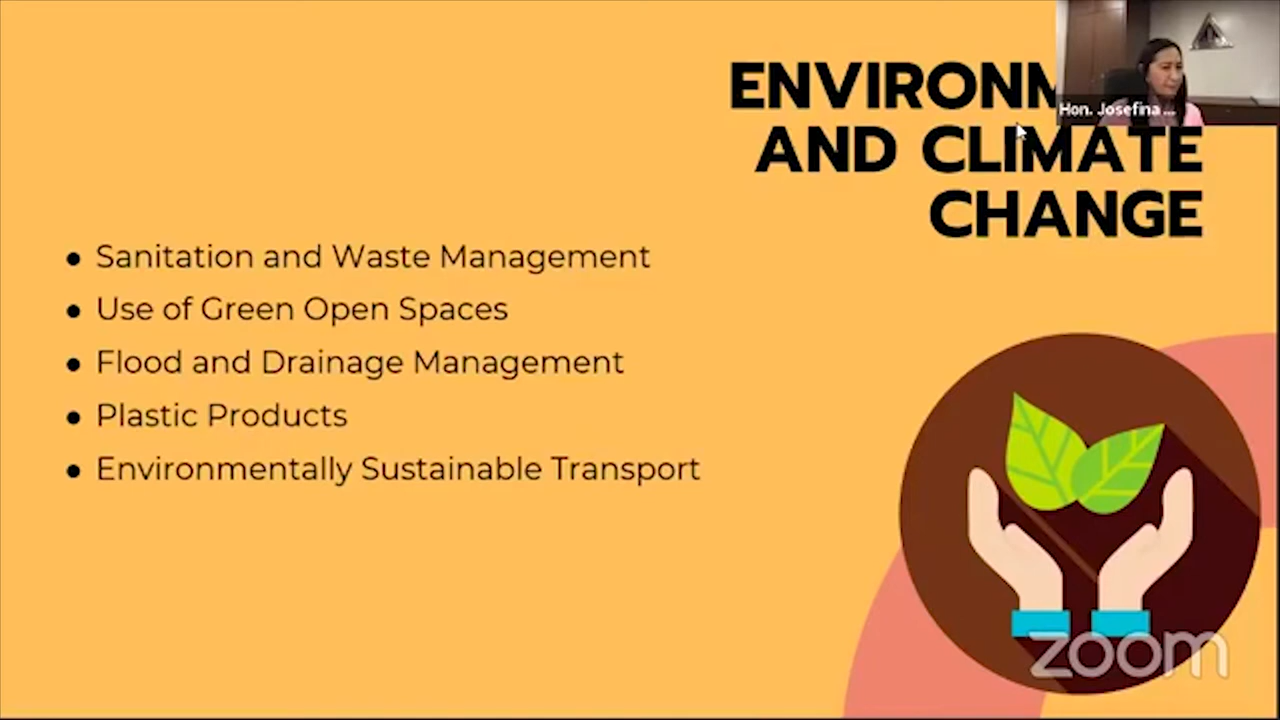 ENVIRONM
AND CLIMATE
CHANGE
Hon. Josefina ...
• Sanitation and Waste Management
• Use of Green Open Spaces
• Flood and Drainage Management
• Plastic Products
• Environmentally Sustainable Transport
zoom